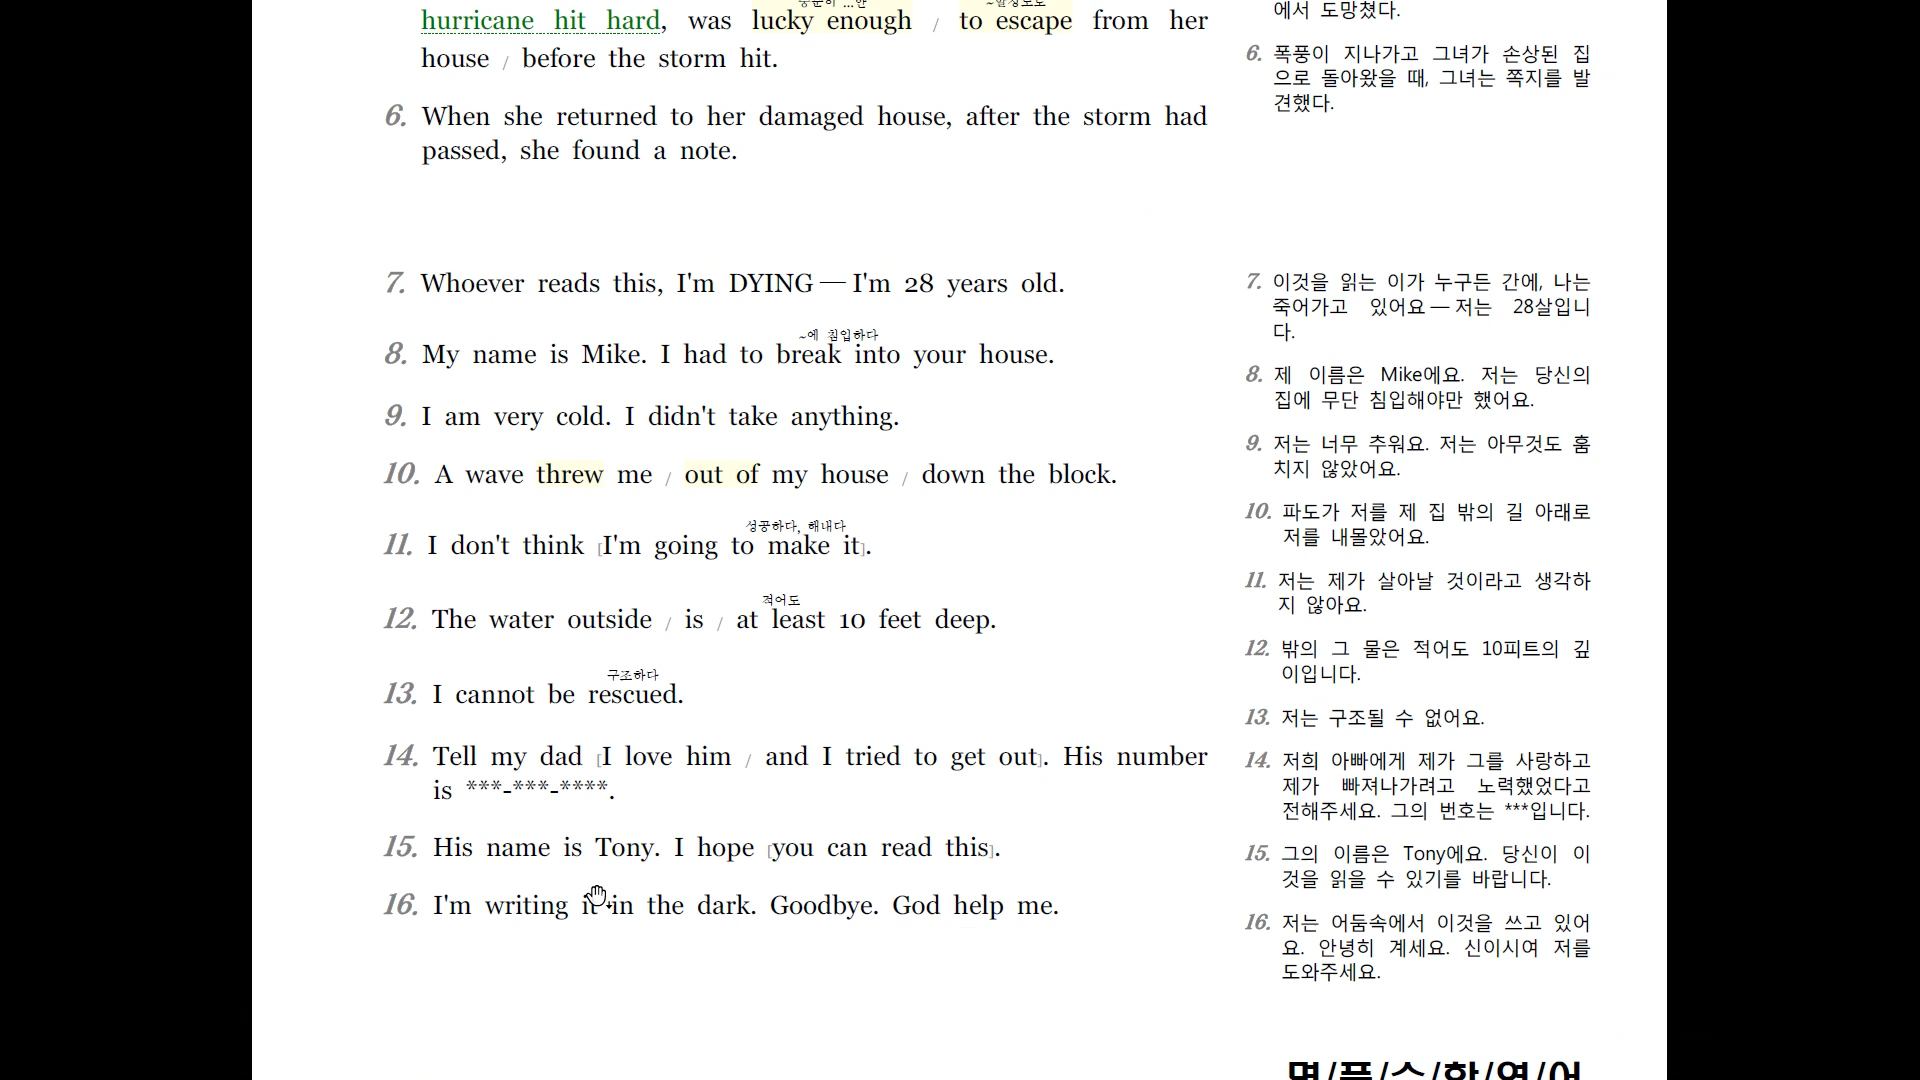 hurricane hit hard, was lucky enough / to escape from her
house / before the storm hit.
6. When she returned to her damaged house, after the storm had
passed, she found a note.
7. Whoever reads this, I'm DYING — I'm 28 years old.
~에 침입하다
8. My name is Mike. I had to break into your house.
9. I am very cold. I didn't take anything.
10. A wave threw me / out of my house / down the block.
성공하다, 해내다
11. I don't think [I'm going to make it].
적어도
12. The water outside / is / at least 10 feet deep.
구조하다
13. I cannot be rescued.
14. Tell my dad [I love him / and I tried to get out]. His number
is ***-***-****.
15. His name is Tony. I hope [you can read this].
16. I'm writing it in the dark. Goodbye. God help me.
에서 도망쳤다.
6. 폭풍이 지나가고 그녀가 손상된 집
으로 돌아왔을 때, 그녀는 쪽지를 발
견했다.
7. 이것을 읽는 이가 누구든 간에, 나는
죽어가고 있어요 — 저는 28살입니
다.
8. 제 이름은 Mike에요. 저는 당신의
집에 무단 침입해야만 했어요.
9. 저는 너무 추워요. 저는 아무것도 훔
치지 않았어요.
10. 파도가 저를 제 집 밖의 길 아래로
저를 내몰았어요.
11. 저는 제가 살아날 것이라고 생각하
지 않아요.
12. 밖의 그 물은 적어도 10피트의 깊
이입니다.
13. 저는 구조될 수 없어요.
14. 저희 아빠에게 제가 그를 사랑하고
제가 빠져나가려고 노력했었다고
전해주세요. 그의 번호는 ***입니다.
15. 그의 이름은 Tony에요. 당신이 이
것을 읽을 수 있기를 바랍니다.
16. 저는 어둠속에서 이것을 쓰고 있어
요. 안녕히 계세요. 신이시여 저를
도와주세요.